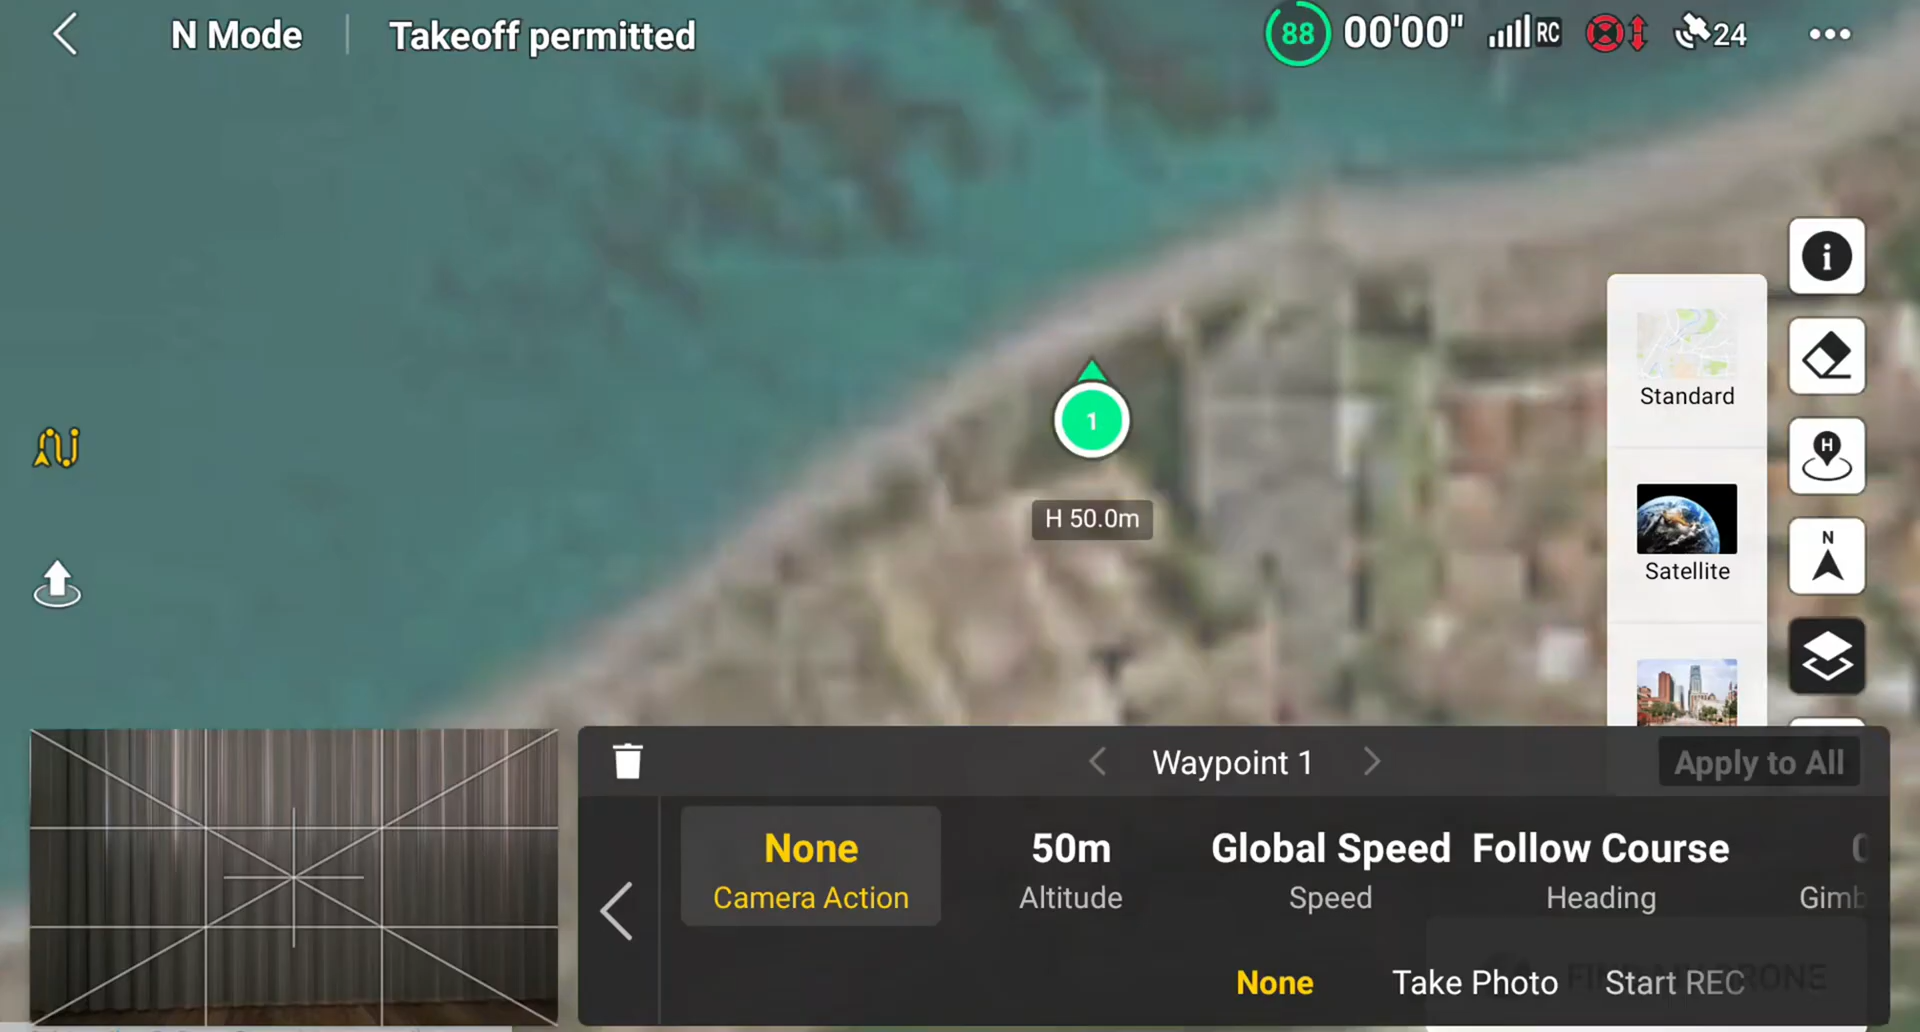 N Mode
Takeoff permitted
88
00'00"
RC
24
i
Standard
H
1
H 50.0m
N
Satellite
Waypoint 1
Apply to All
None
50m
Global Speed
Follow Course
Camera Action
Altitude
Speed
Heading
Gimb
None
Take Photo
Start REC